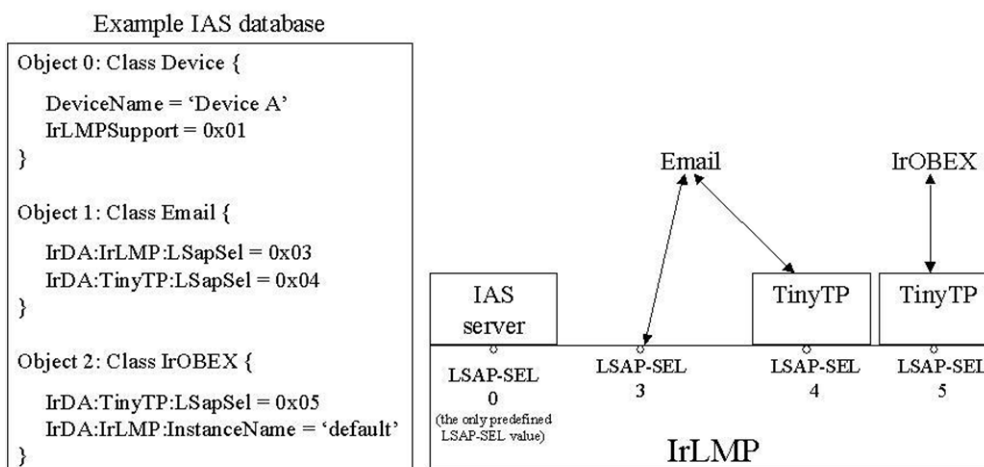 Example IAS database
Object 0: Class Device {
DeviceName = ‘Device A’
IrLMPSupport = 0x01
}
Object 1: Class Email {
IrDA:IrLMP:LSapSel = 0x03
IrDA:TinyTP:LSapSel = 0x04
}
Object 2: Class IrOBEX {
IrDA:TinyTP:LSapSel = 0x05
IrDA:IrLMP:InstanceName = ‘default’
}
Email
IrOBEX
IAS
server
TinyTP
TinyTP
LSAP-SEL
0
(the only predefined
LSAP-SEL value)
LSAP-SEL
3
LSAP-SEL
4
LSAP-SEL
5
IrLMP